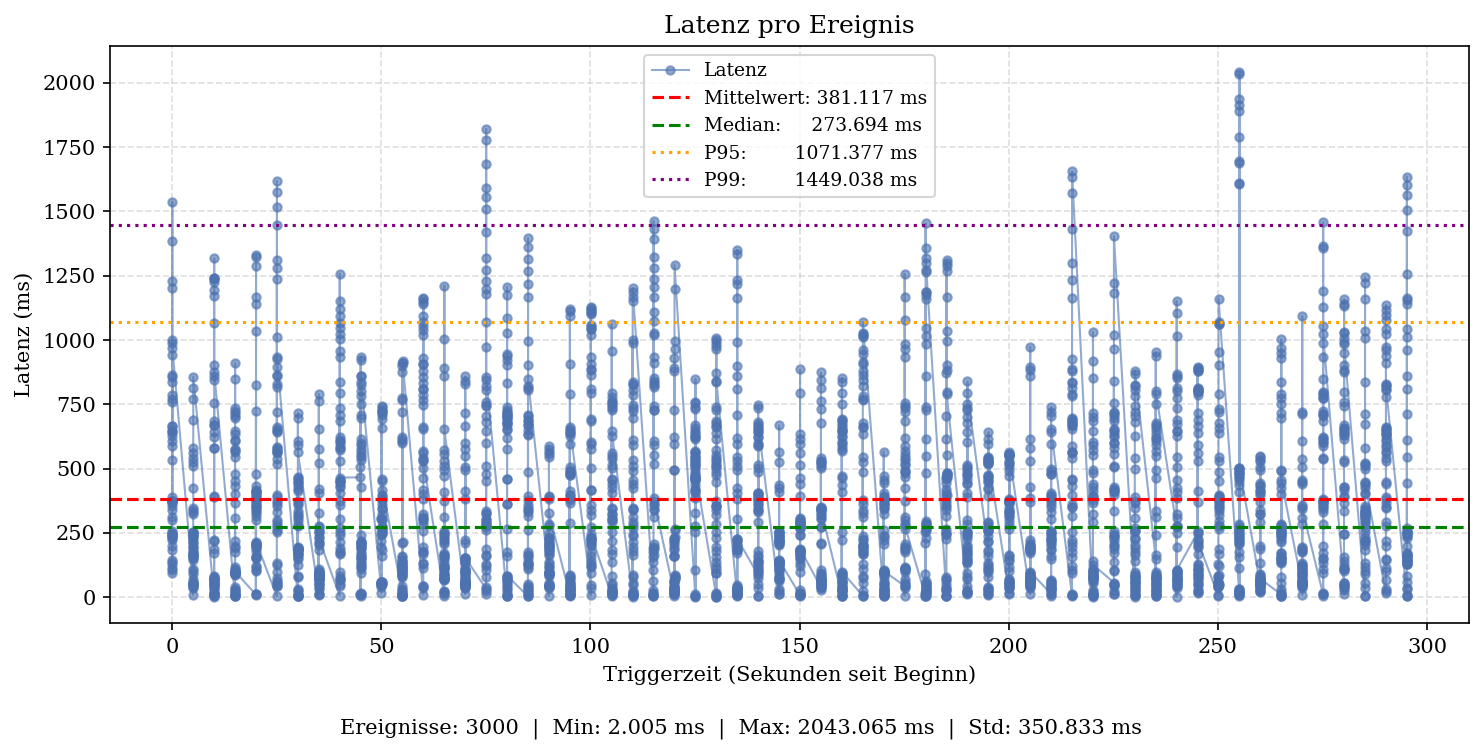 Latenz pro Ereignis
Latenz
Mittelwert: 381.117 ms
Median: 273.694 ms
P95: 1071.377 ms
P99: 1449.038 ms
Latenz (ms)
2000
1750
1500
1250
1000
750
500
250
0
0 50 100 150 200 250 300
Triggerzeit (Sekunden seit Beginn)
Ereignisse: 3000 | Min: 2.005 ms | Max: 2043.065 ms | Std: 350.833 ms